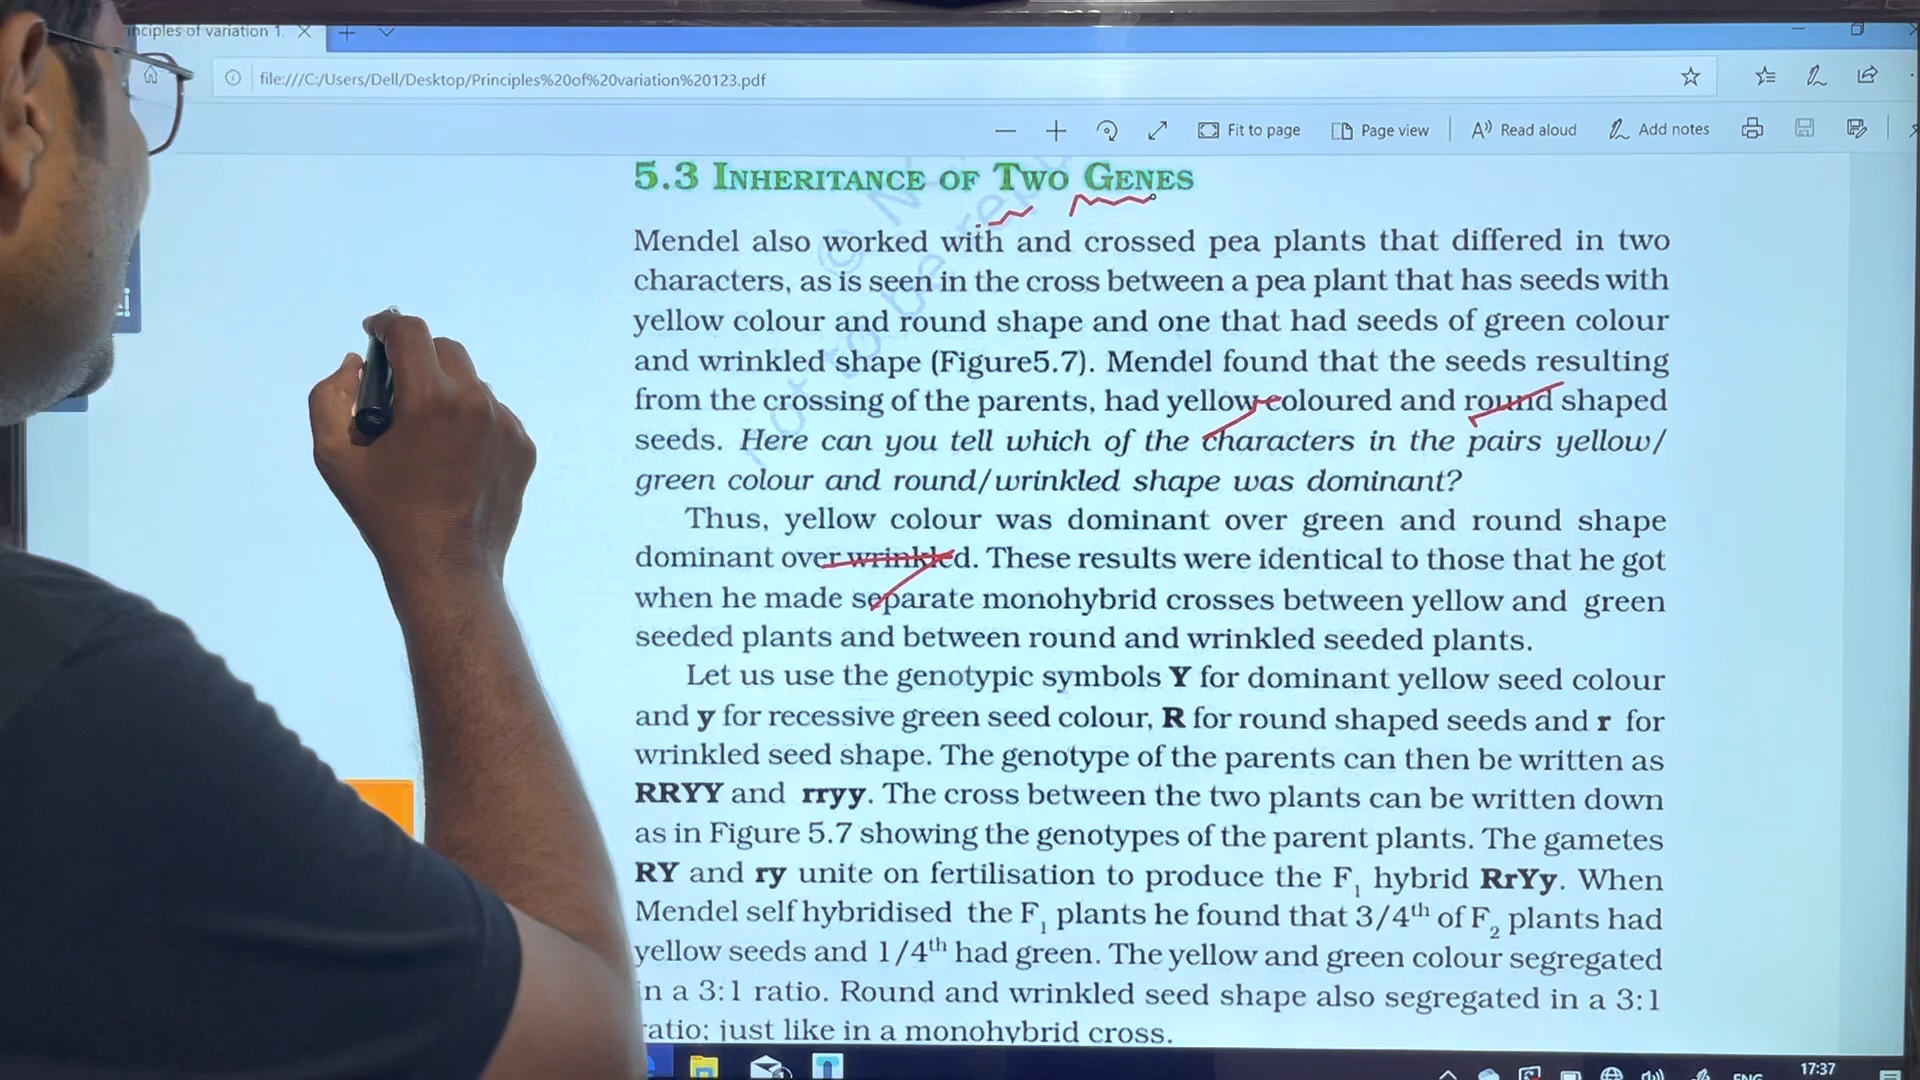 nciples of variation 1.
file:///C:/Users/Dell/Desktop/Principles%20of%20variation%20123.pdf
Fit to page Page view Read aloud Add notes
5.3 INHERITANCE OF TWO GENES
Mendel also worked with and crossed pea plants that differed in two
characters, as is seen in the cross between a pea plant that has seeds with
yellow colour and round shape and one that had seeds of green colour
and wrinkled shape (Figure5.7). Mendel found that the seeds resulting
from the crossing of the parents, had yellow coloured and round shaped
seeds. Here can you tell which of the characters in the pairs yellow/
green colour and round/wrinkled shape was dominant?
Thus, yellow colour was dominant over green and round shape
dominant over wrinkled. These results were identical to those that he got
when he made separate monohybrid crosses between yellow and green
seeded plants and between round and wrinkled seeded plants.
Let us use the genotypic symbols Y for dominant yellow seed colour
and y for recessive green seed colour, R for round shaped seeds and r for
wrinkled seed shape. The genotype of the parents can then be written as
RRYY and rryy. The cross between the two plants can be written down
as in Figure 5.7 showing the genotypes of the parent plants. The gametes
RY and ry unite on fertilisation to produce the F1 hybrid RrYy. When
Mendel self hybridised the F1 plants he found that 3/4th of F2 plants had
yellow seeds and 1/4th had green. The yellow and green colour segregated
in a 3:1 ratio. Round and wrinkled seed shape also segregated in a 3:1
ratio; just like in a monohybrid cross.
ENG 17:37